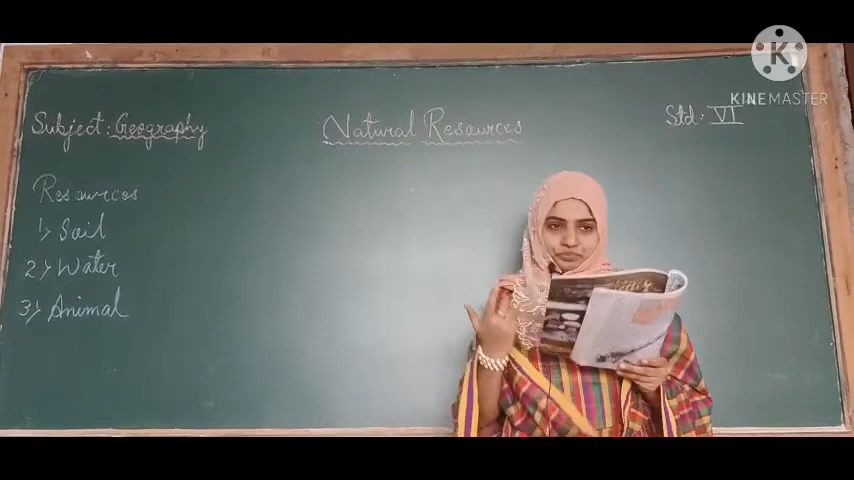 KINEMASTER
Subject: Geography
Natural Resources
Std. VI
Resources
1) Soil
2) Water
3) Animal